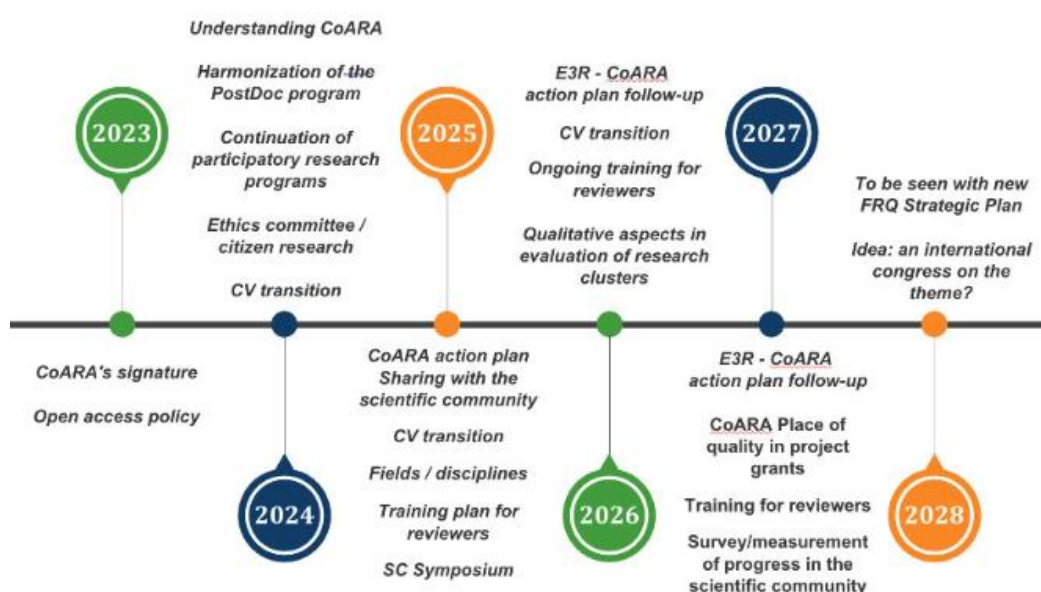 2023
CoARA's signature
Open access policy
Understanding CoARA
Harmonization of the
PostDoc program
Continuation of
participatory research
programs
Ethics committee /
citizen research
CV transition
2024
2025
CoARA action plan
Sharing with the
scientific community
CV transition
Fields / disciplines
Training plan for
reviewers
SC Symposium
E3R - CoARA
action plan follow-up
CV transition
Ongoing training for
reviewers
Qualitative aspects in
evaluation of research
clusters
2026
2027
E3R - CoARA
action plan follow-up
CoARA Place of
quality in project
grants
Training for reviewers
Survey/measurement
of progress in the
scientific community
To be seen with new
FRQ Strategic Plan
Idea: an international
congress on the
theme?
2028